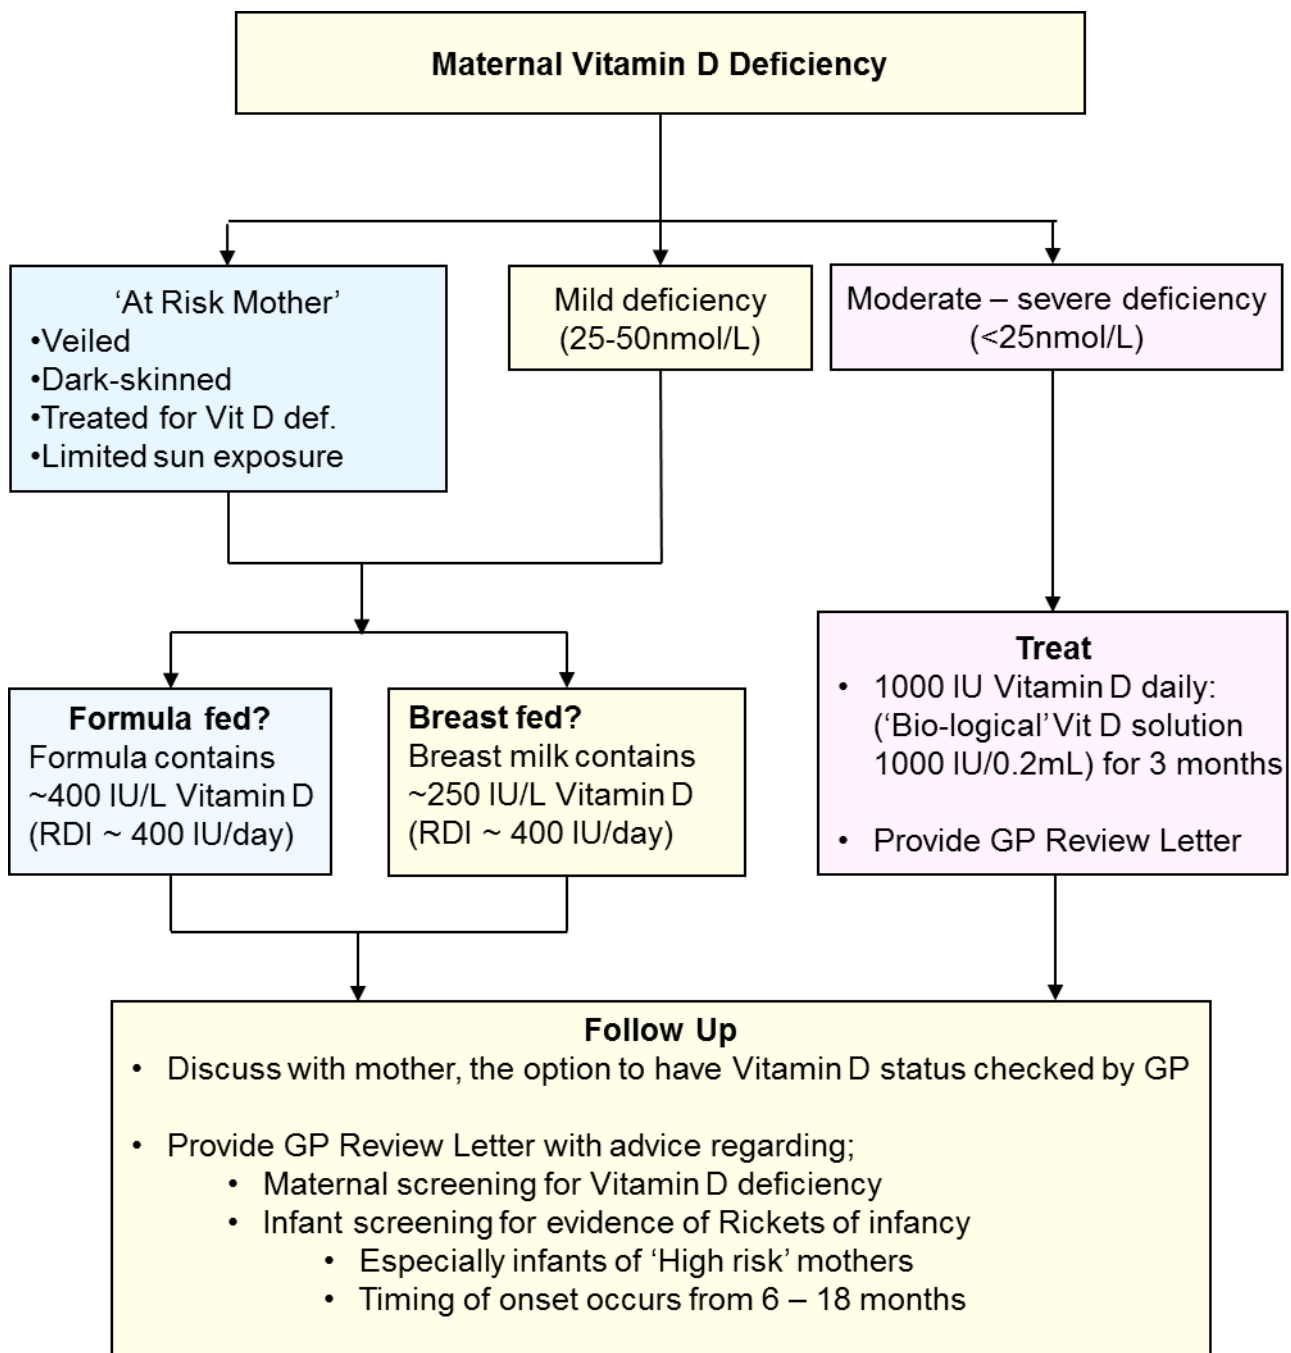 Maternal Vitamin D Deficiency
‘At Risk Mother’
•Veiled
•Dark-skinned
•Treated for Vit D def.
•Limited sun exposure
Mild deficiency
(25-50nmol/L)
Moderate – severe deficiency
(<25nmol/L)
Formula fed?
Formula contains
~400 IU/L Vitamin D
(RDI ~ 400 IU/day)
Breast fed?
Breast milk contains
~250 IU/L Vitamin D
(RDI ~ 400 IU/day)
Treat
• 1000 IU Vitamin D daily:
(‘Bio-logical’ Vit D solution
1000 IU/0.2mL) for 3 months
• Provide GP Review Letter
Follow Up
• Discuss with mother, the option to have Vitamin D status checked by GP
• Provide GP Review Letter with advice regarding;
• Maternal screening for Vitamin D deficiency
• Infant screening for evidence of Rickets of infancy
• Especially infants of ‘High risk’ mothers
• Timing of onset occurs from 6 – 18 months